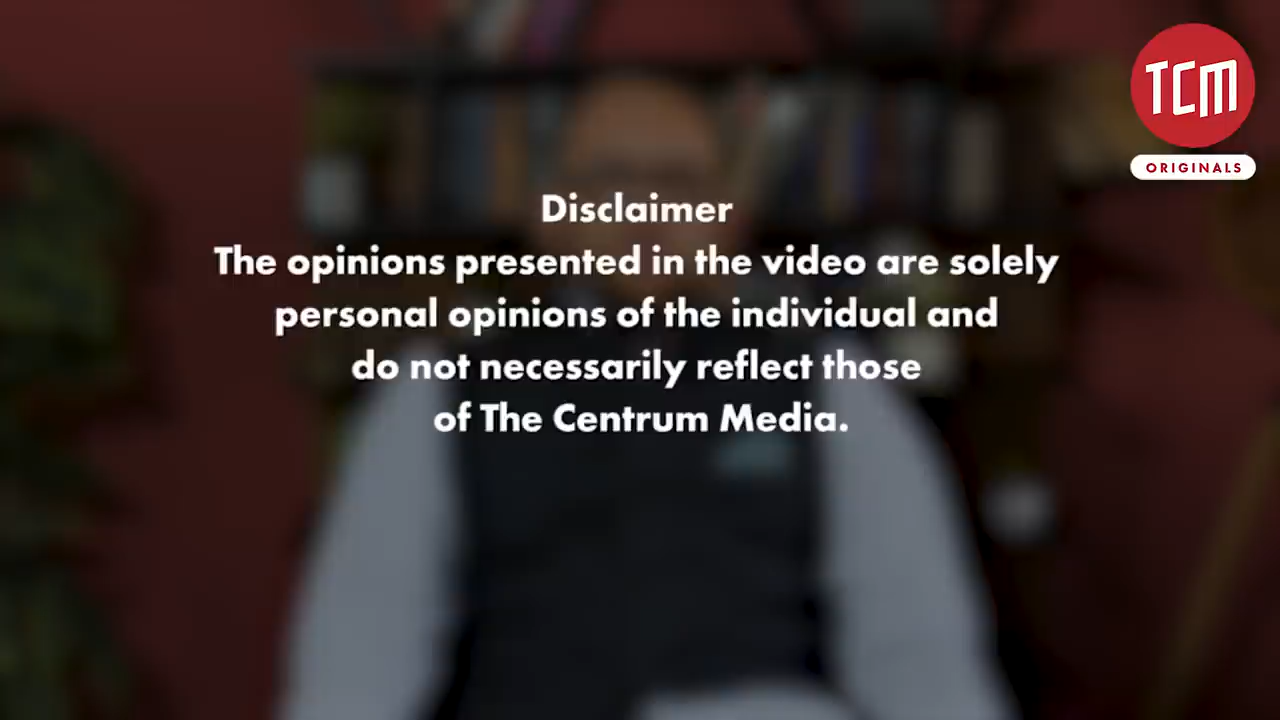 TCM
ORIGINALS
Disclaimer
The opinions presented in the video are solely
personal opinions of the individual and
do not necessarily reflect those
of The Centrum Media.